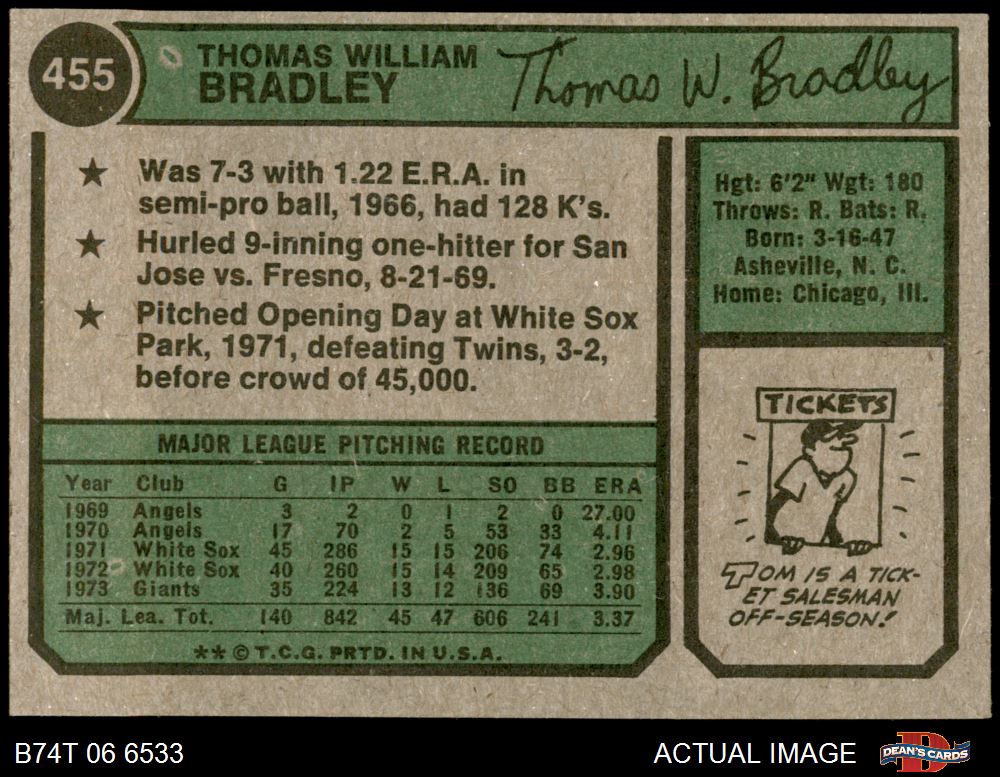 455
THOMAS WILLIAM
BRADLEY
Thomas W. Bradley
★ Was 7-3 with 1.22 E.R.A. in
semi-pro ball, 1966, had 128 K's.
★ Hurled 9-inning one-hitter for San
Jose vs. Fresno, 8-21-69.
★ Pitched Opening Day at White Sox
Park, 1971, defeating Twins, 3-2,
before crowd of 45,000.
Hgt: 6'2" Wgt: 180
Throws: R. Bats: R.
Born: 3-16-47
Asheville, N. C.
Home: Chicago, Ill.
MAJOR LEAGUE PITCHING RECORD
Year Club G IP W L SO BB ERA
1969 Angels 3 2 0 1 2 0 27.00
1970 Angels 17 70 2 5 53 33 4.11
1971 White Sox 45 286 15 15 206 74 2.96
1972 White Sox 40 260 15 14 209 65 2.98
1973 Giants 35 224 13 12 136 69 3.90
Maj. Lea. Tot. 140 842 45 47 606 241 3.37
** © T.C.G. PRTD. IN U.S.A.
TICKETS
TOM IS A TICK-
ET SALESMAN
OFF-SEASON!
B74T 06 6533
ACTUAL IMAGE
D
DEAN'S CARDS